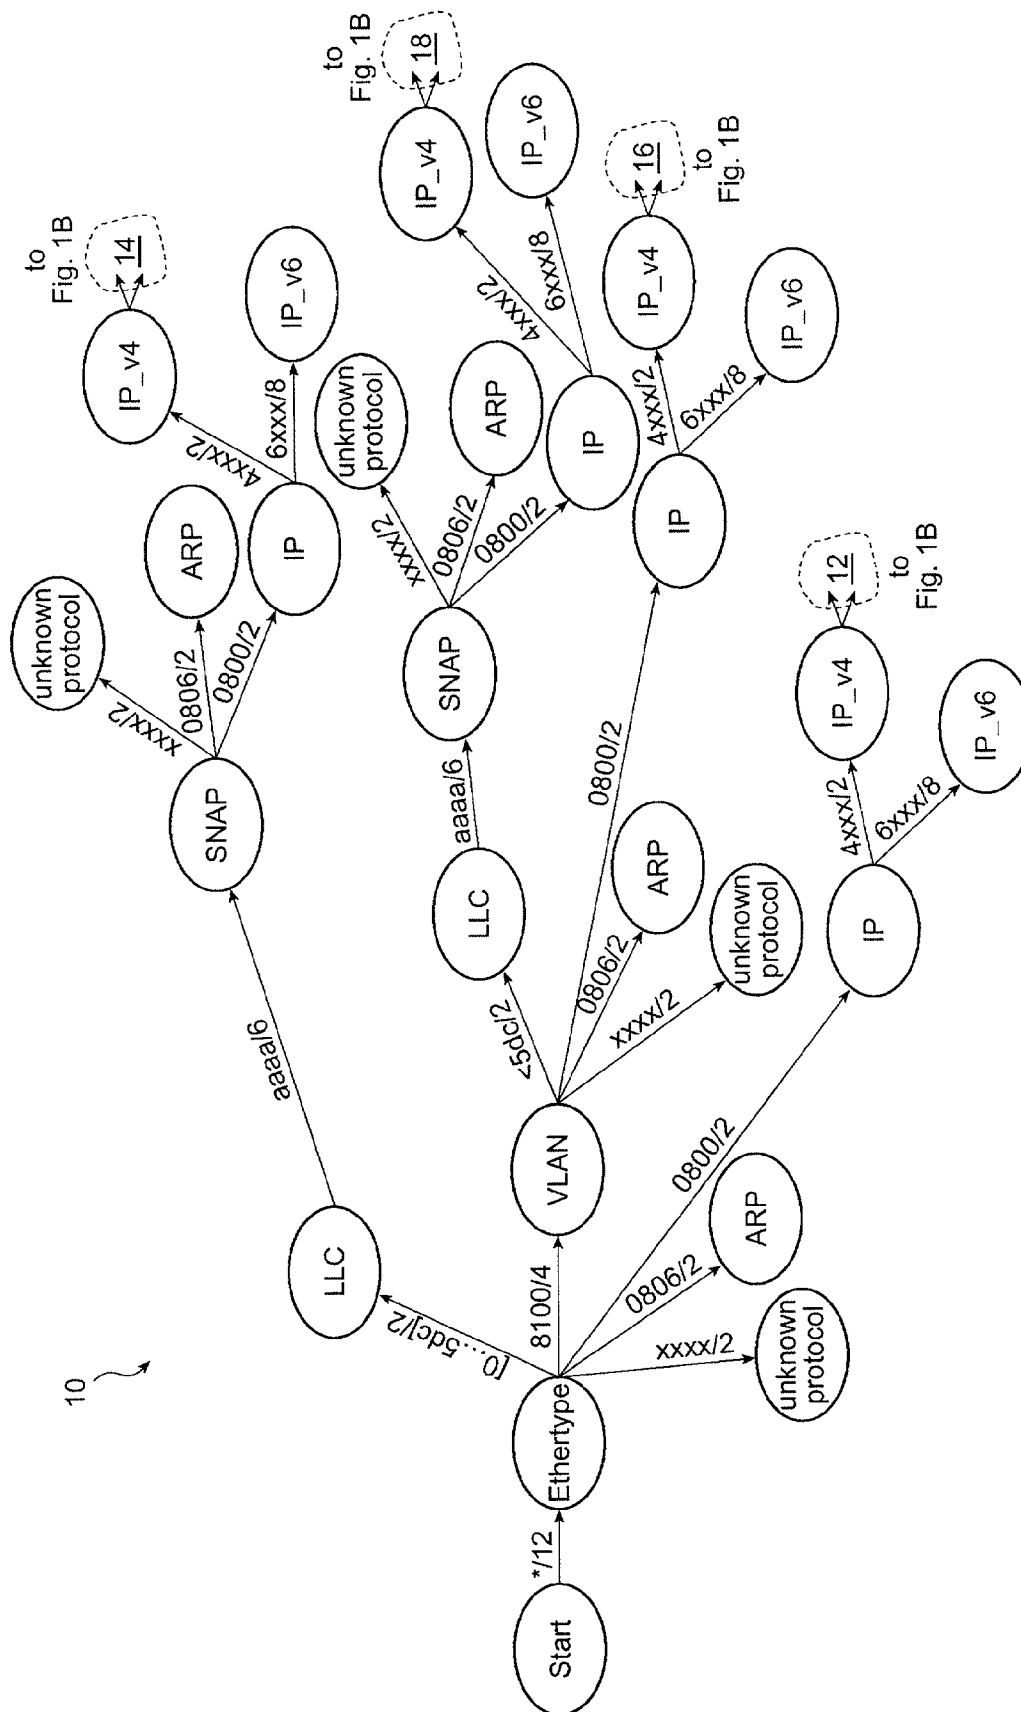 10
Start
*/12
Ethertype
[0...5dc]/2
8100/4
0800/2
0806/2
xxxx/2
LLC
aaaa/6
SNAP
xxxx/2
0806/2
0800/2
unknown
protocol
ARP
IP
4xxx/2
6xxx/8
IP_v4
IP_v6
14
to
Fig. 1B
VLAN
<5dc/2
0800/2
0806/2
xxxx/2
LLC
aaaa/6
SNAP
xxxx/2
0806/2
0800/2
unknown
protocol
ARP
IP
4xxx/2
6xxx/8
IP_v4
IP_v6
18
to
Fig. 1B
IP
4xxx/2
6xxx/8
IP_v4
IP_v6
16
to
Fig. 1B
ARP
unknown
protocol
IP
4xxx/2
6xxx/8
IP_v4
IP_v6
12
to
Fig. 1B
ARP
unknown
protocol